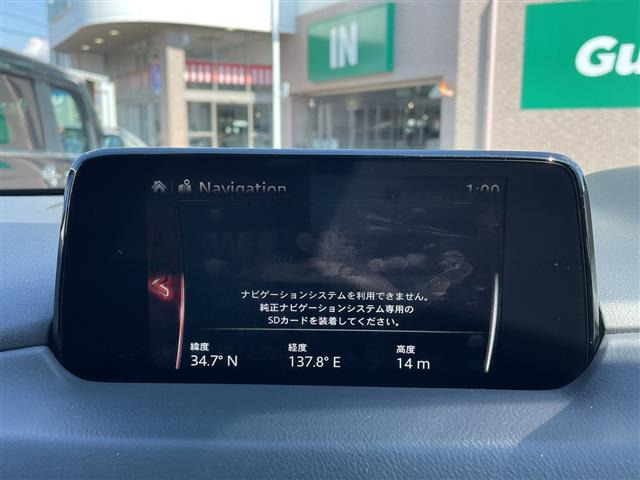 IN
Gu
Navigation
1:00
ナビゲーションシステムを利用できません。
純正ナビゲーションシステム専用の
SDカードを装着してください。
緯度
経度
高度
34.7° N
137.8° E
14 m